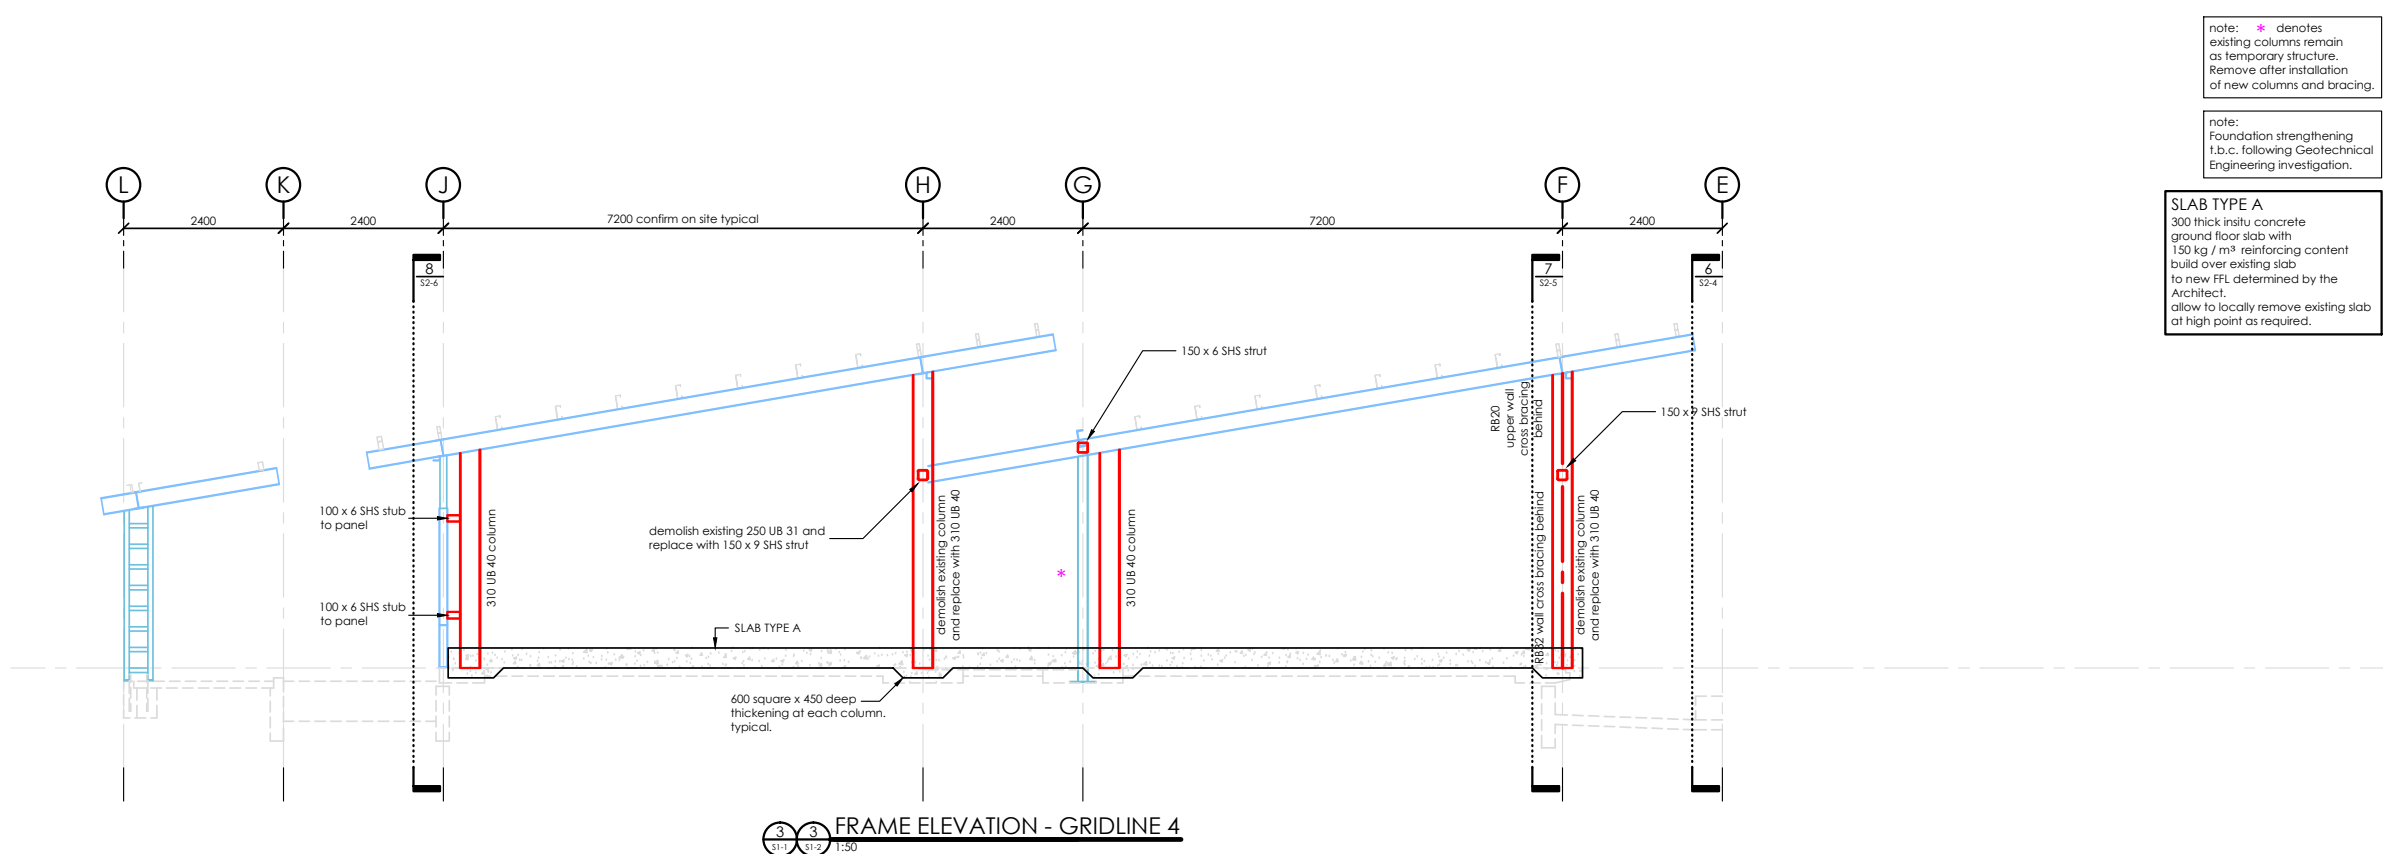 note: * denotes
existing columns remain
as temporary structure.
Remove after installation
of new columns and bracing.
note:
Foundation strengthening
t.b.c. following Geotechnical
Engineering investigation.
SLAB TYPE A
300 thick insitu concrete
ground floor slab with
150 kg / m³ reinforcing content
build over existing slab
to new FFL determined by the
Architect.
allow to locally remove existing slab
at high point as required.
L
K
J
H
G
F
E
2400
2400
7200 confirm on site typical
2400
7200
2400
8
S2-6
7
S2-5
6
S2-4
150 x 6 SHS strut
150 x 9 SHS strut
RB20
upper wall
cross bracing
behind
100 x 6 SHS stub
to panel
310 UB 40 column
demolish existing 250 UB 31 and
replace with 150 x 9 SHS strut
demolish existing column
and replace with 310 UB 40
*
310 UB 40 column
RB32 wall cross bracing behind
demolish existing column
and replace with 310 UB 40
100 x 6 SHS stub
to panel
SLAB TYPE A
600 square x 450 deep
thickening at each column.
typical.
3
S1-1
3
S1-2
FRAME ELEVATION - GRIDLINE 4
1:50